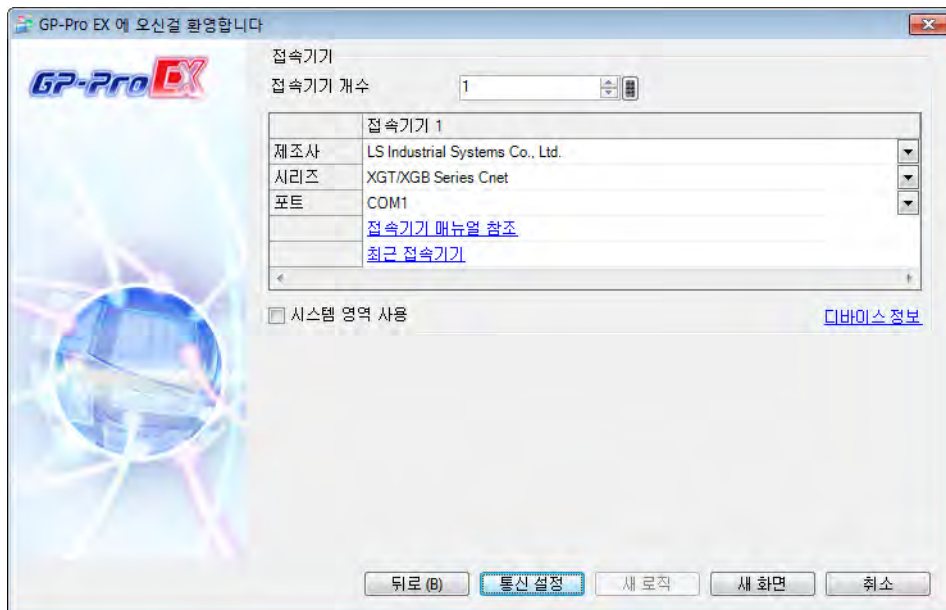 GP-Pro EX 에 오신걸 환영합니다
GP-Pro EX
접속기기
접속기기 개수 1
접속기기 1
제조사 LS Industrial Systems Co., Ltd.
시리즈 XGT/XGB Series Cnet
포트 COM1
접속기기 매뉴얼 참조
최근 접속기기
시스템 영역 사용 디바이스 정보
뒤로 (B) 통신 설정 새 로직 새 화면 취소